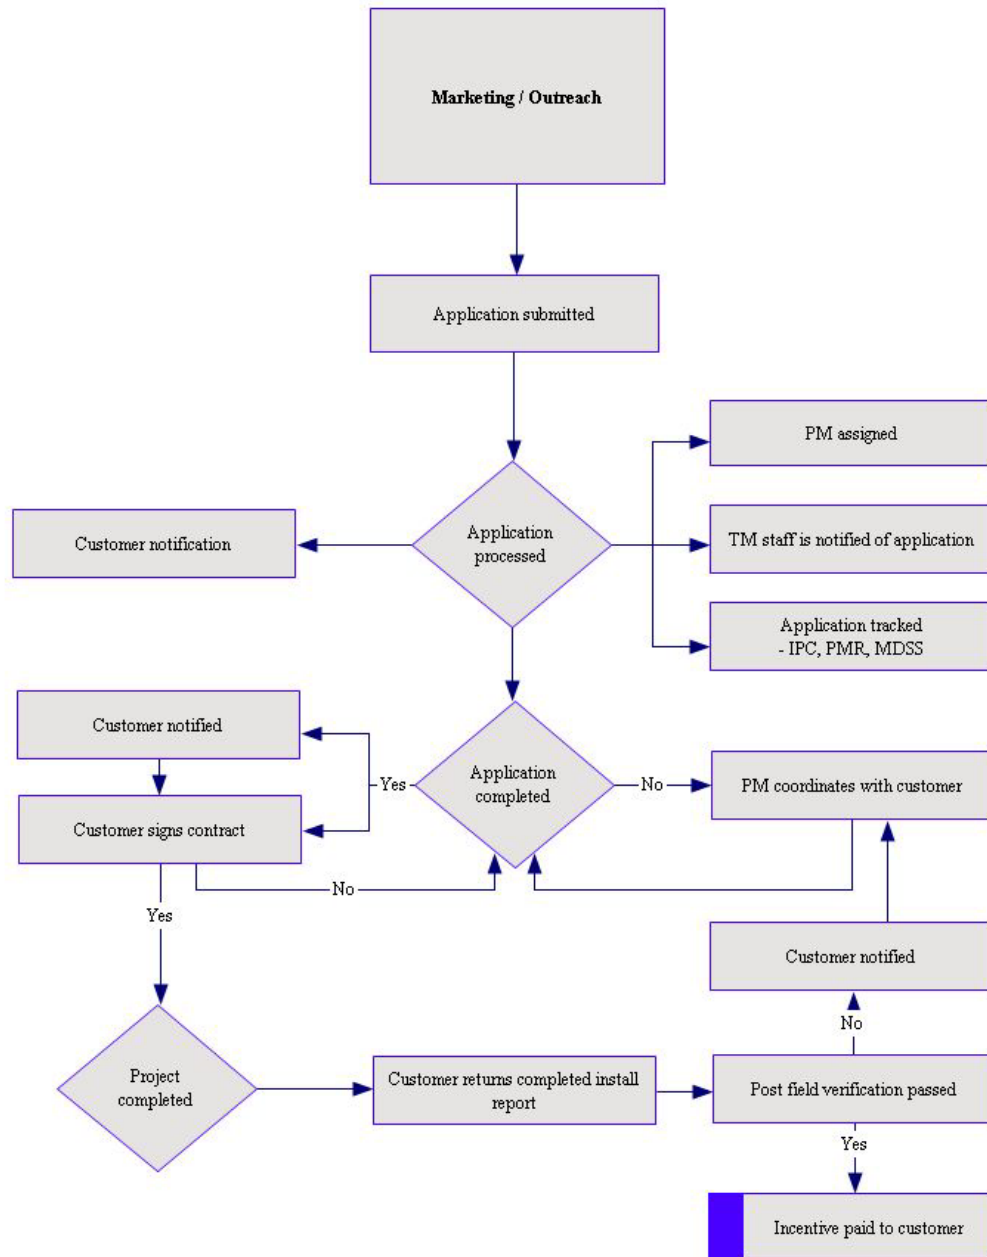 Marketing / Outreach
Application submitted
PM assigned
Customer notification
Application
processed
TM staff is notified of application
Application tracked
- IPC, PMR, MDSS
Customer notified
Application
completed
Yes
No
PM coordinates with customer
Customer signs contract
No
Yes
Customer notified
No
Project
completed
Customer returns completed install
report
Post field verification passed
Yes
Incentive paid to customer